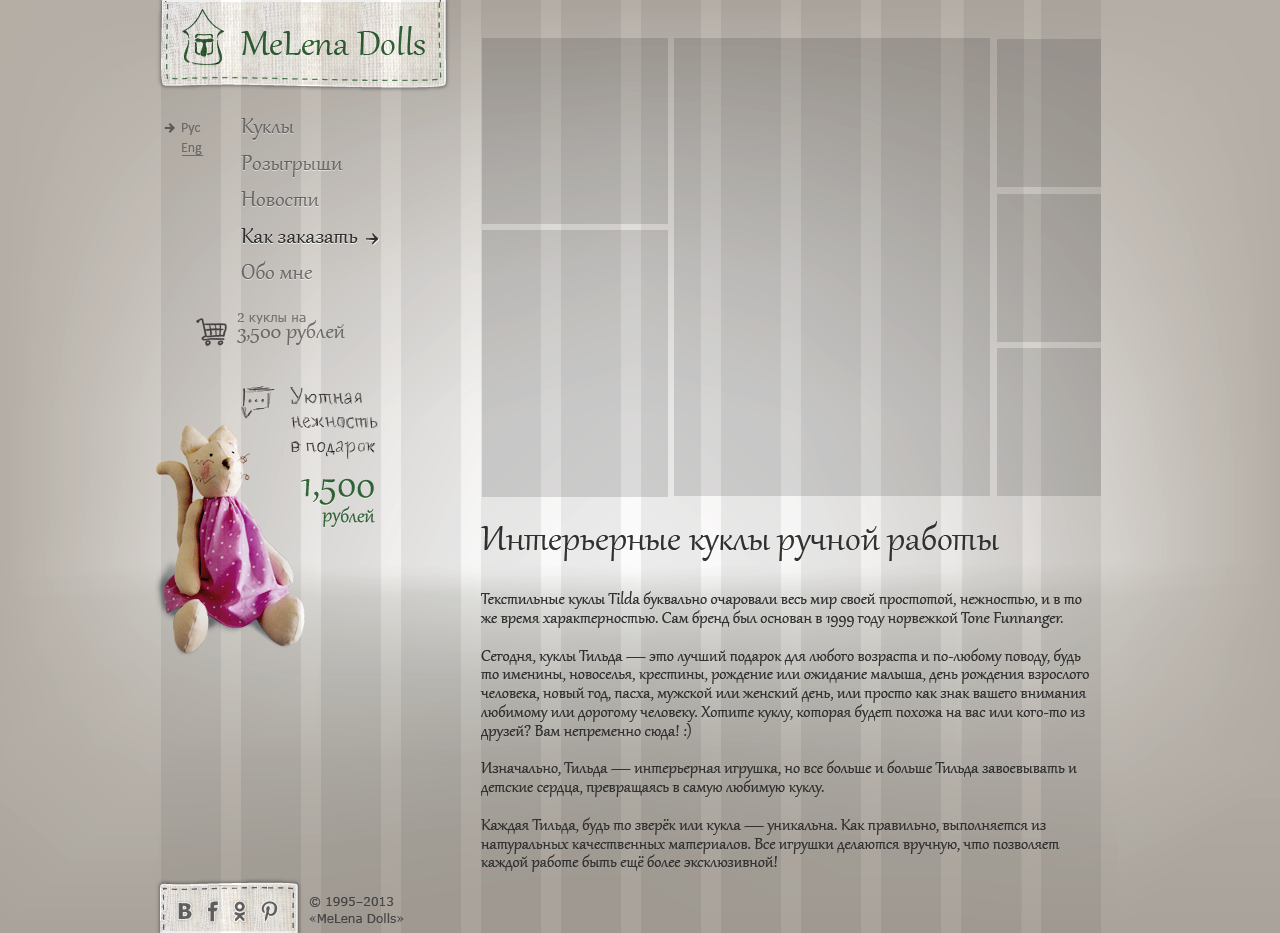 MeLena Dolls
Рус
Eng
Куклы
Розыгрыши
Новости
Как заказать
Обо мне
2 куклы на
3,500 рублей
Уютная
нежность
в подарок
1,500
рублей
Интерьерные куклы ручной работы
Текстильные куклы Tilda буквально очаровали весь мир своей простотой, нежностью, и в то
же время характерностью. Сам бренд был основан в 1999 году норвежкой Tone Funnanger.
Сегодня, куклы Тильда — это лучший подарок для любого возраста и по-любому поводу, будь
то именины, новоселья, крестины, рождение или ожидание малыша, день рождения взрослого
человека, новый год, пасха, мужской или женский день, или просто как знак вашего внимания
любимому или дорогому человеку. Хотите куклу, которая будет похожа на вас или кого-то из
друзей? Вам непременно сюда! :)
Изначально, Тильда — интерьерная игрушка, но все больше и больше Тильда завоевывать и
детские сердца, превращаясь в самую любимую куклу.
Каждая Тильда, будь то зверёк или кукла — уникальна. Как правильно, выполняется из
натуральных качественных материалов. Все игрушки делаются вручную, что позволяет
каждой работе быть ещё более эксклюзивной!
© 1995–2013
«MeLena Dolls»